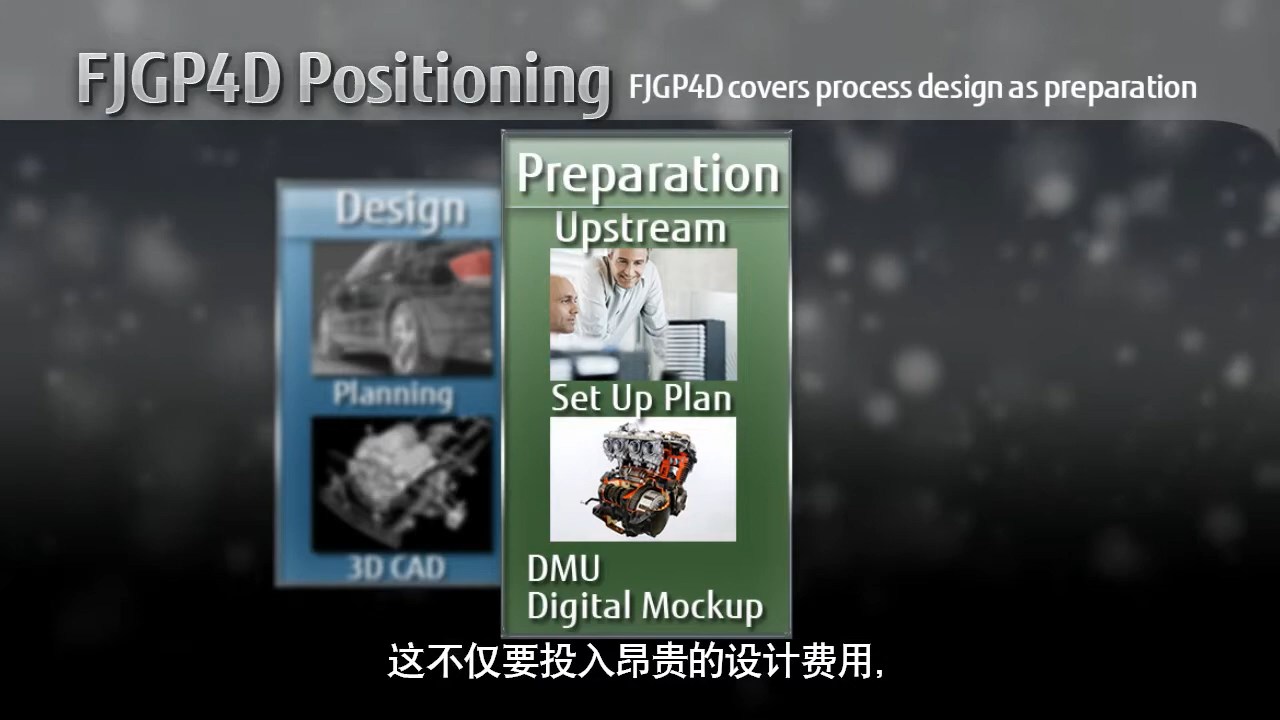 FJGP4D Positioning FJGP4D covers process design as preparation
Design
Planning
3D CAD
Preparation
Upstream
Set Up Plan
DMU
Digital Mockup
这不仅要投入昂贵的设计费用,